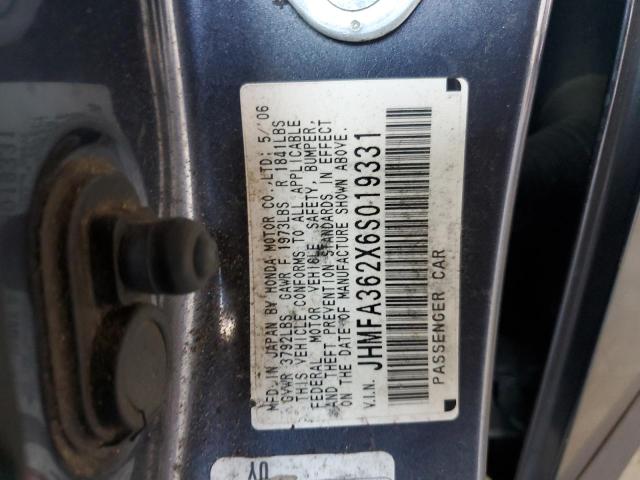 MFD.IN JAPAN BY HONDA MOTOR CO.,LTD; 5/'06
GVWR 3792LBS GAWR F 1973LBS R 1841LBS
THIS VEHICLE CONFORMS TO ALL APPLICABLE
FEDERAL MOTOR VEHICLE SAFETY, BUMPER,
AND THEFT PREVENTION STANDARDS IN EFFECT
ON THE DATE OF MANUFACTURE SHOWN ABOVE.
V.I.N. JHMFA362X6S019331
PASSENGER CAR